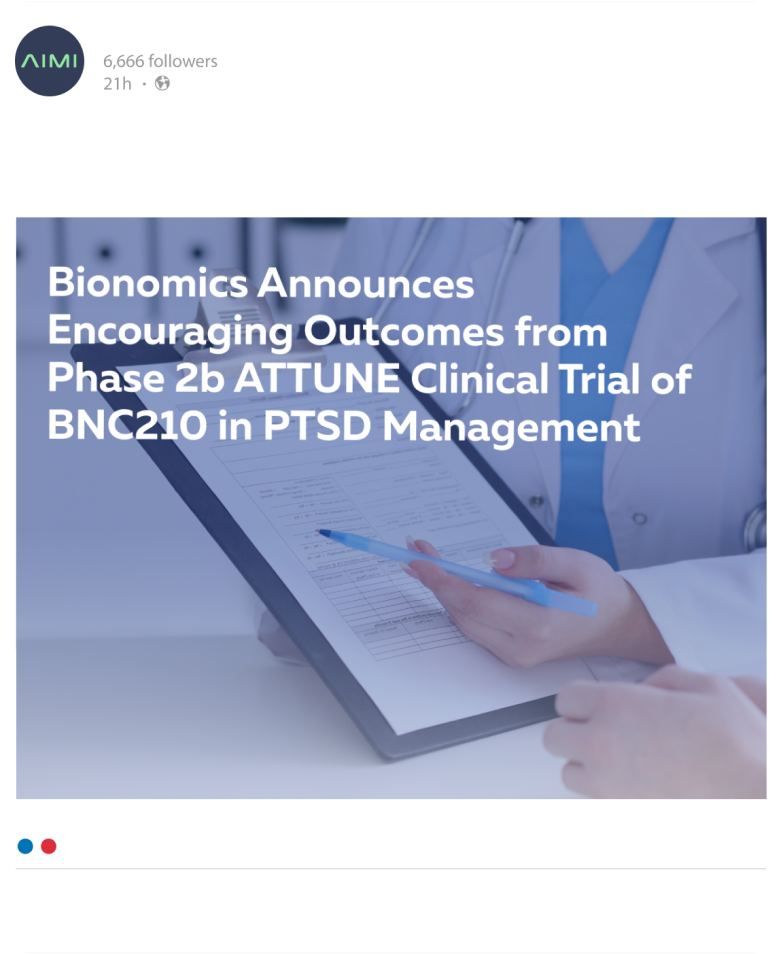 AIMI
6,666 followers
21h •
Bionomics Announces
Encouraging Outcomes from
Phase 2b ATTUNE Clinical Trial of
BNC210 in PTSD Management